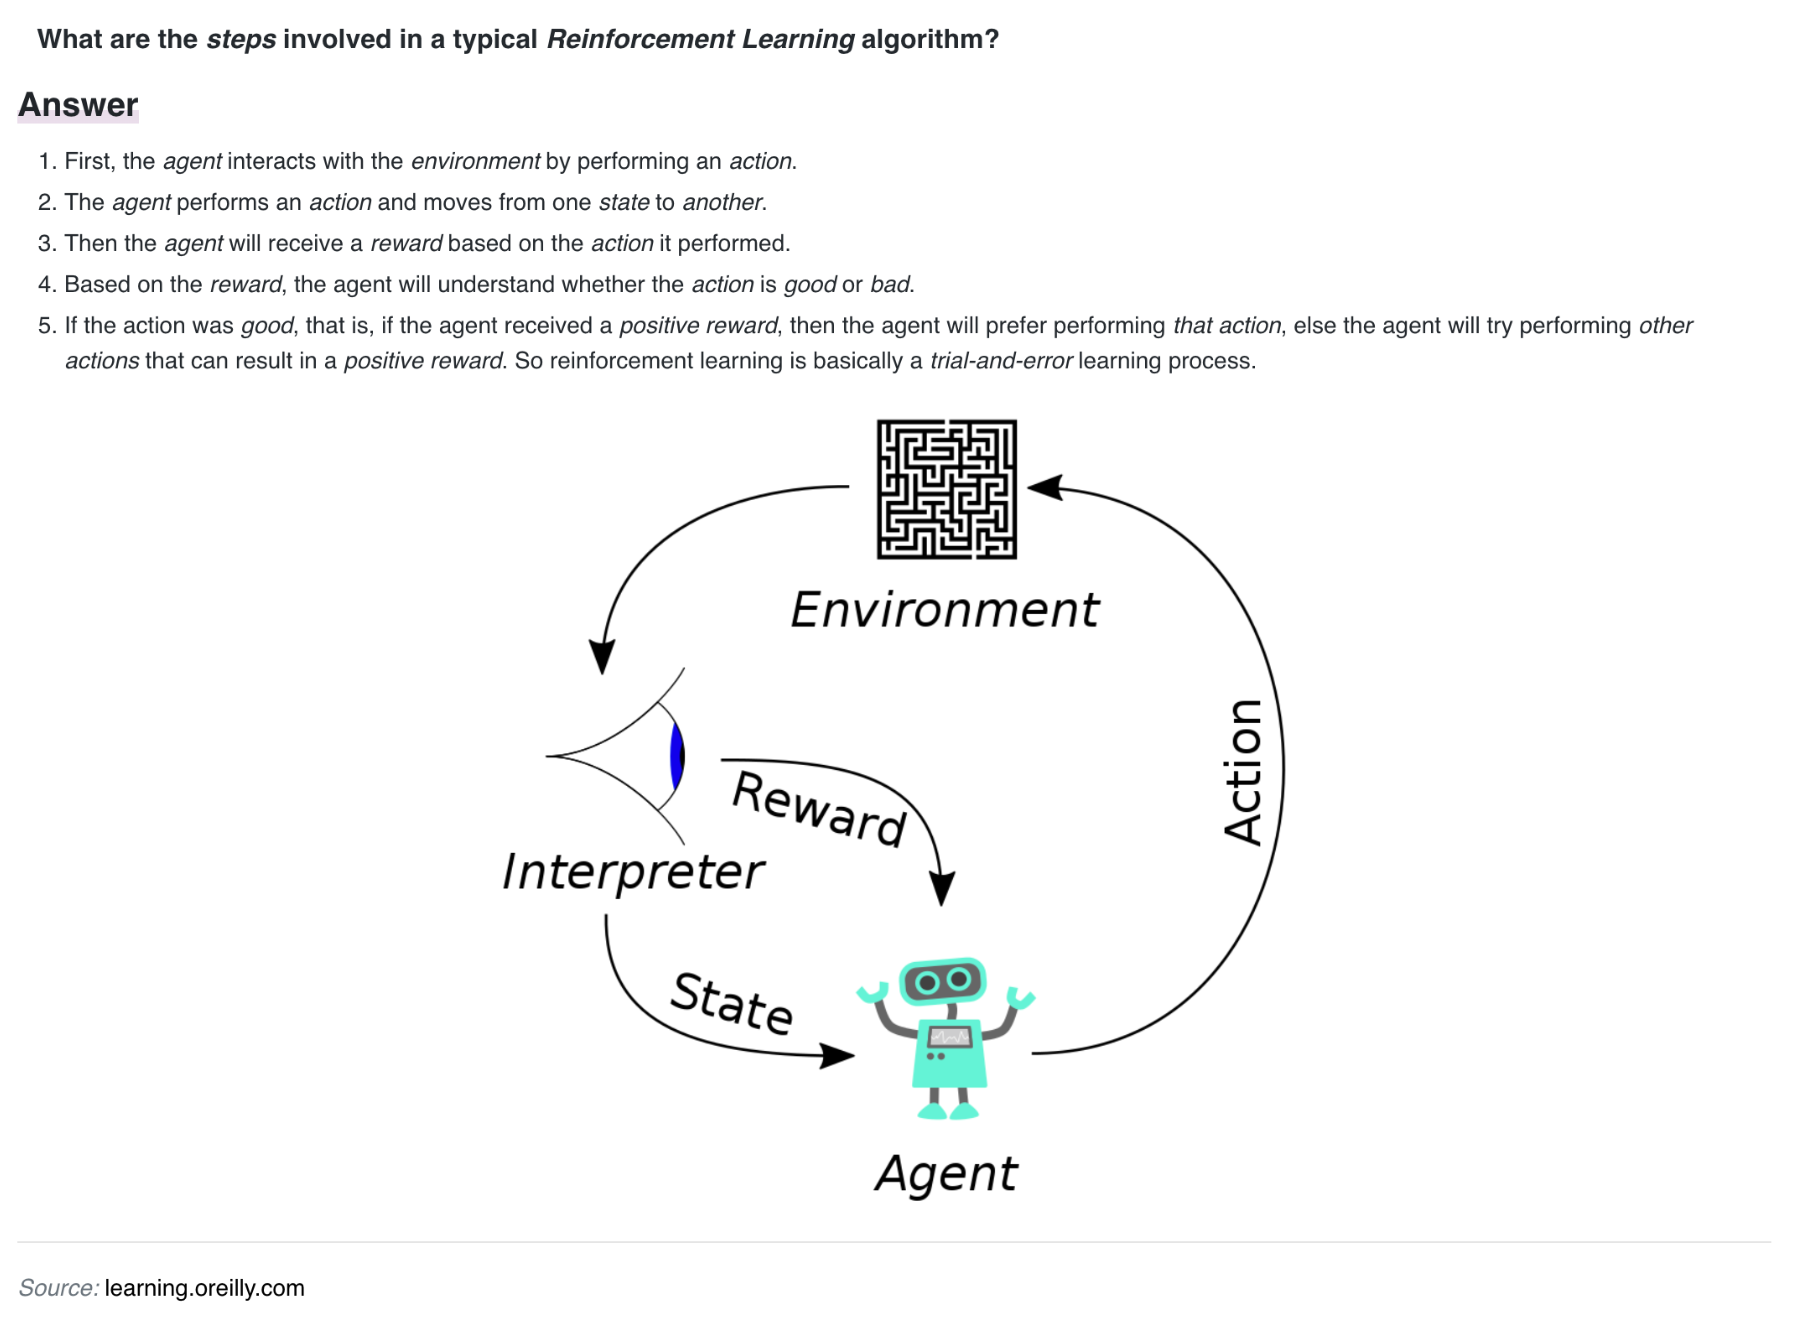 What are the steps involved in a typical Reinforcement Learning algorithm?
Answer
1. First, the agent interacts with the environment by performing an action.
2. The agent performs an action and moves from one state to another.
3. Then the agent will receive a reward based on the action it performed.
4. Based on the reward, the agent will understand whether the action is good or bad.
5. If the action was good, that is, if the agent received a positive reward, then the agent will prefer performing that action, else the agent will try performing other
actions that can result in a positive reward. So reinforcement learning is basically a trial-and-error learning process.
Environment
Action
Reward
Interpreter
State
Agent
Source: learning.oreilly.com